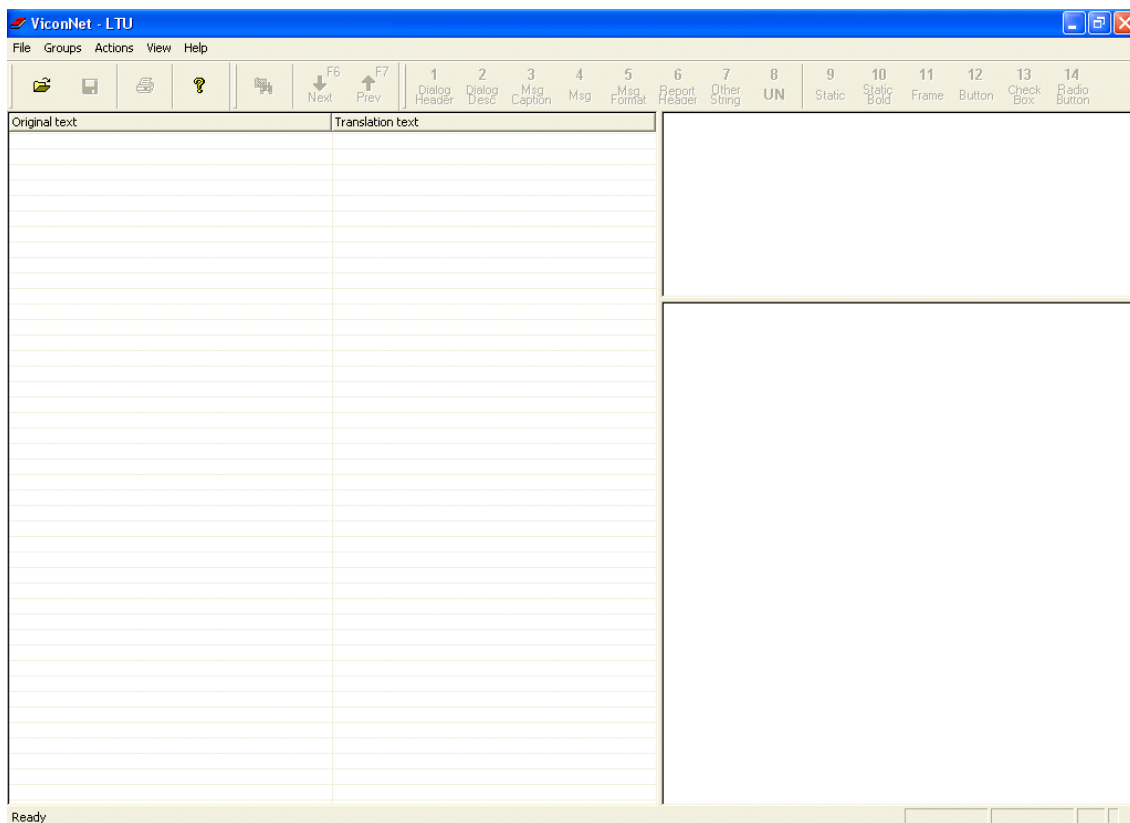 ViconNet - LTU
File Groups Actions View Help
F6 Next
F7 Prev
1 Dialog Header
2 Dialog Desc
3 Msg Caption
4 Msg
5 Msg Format
6 Report Header
7 Other String
8 UN
9 Static
10 Static Bold
11 Frame
12 Button
13 Check Box
14 Radio Button
Original text Translation text
Ready